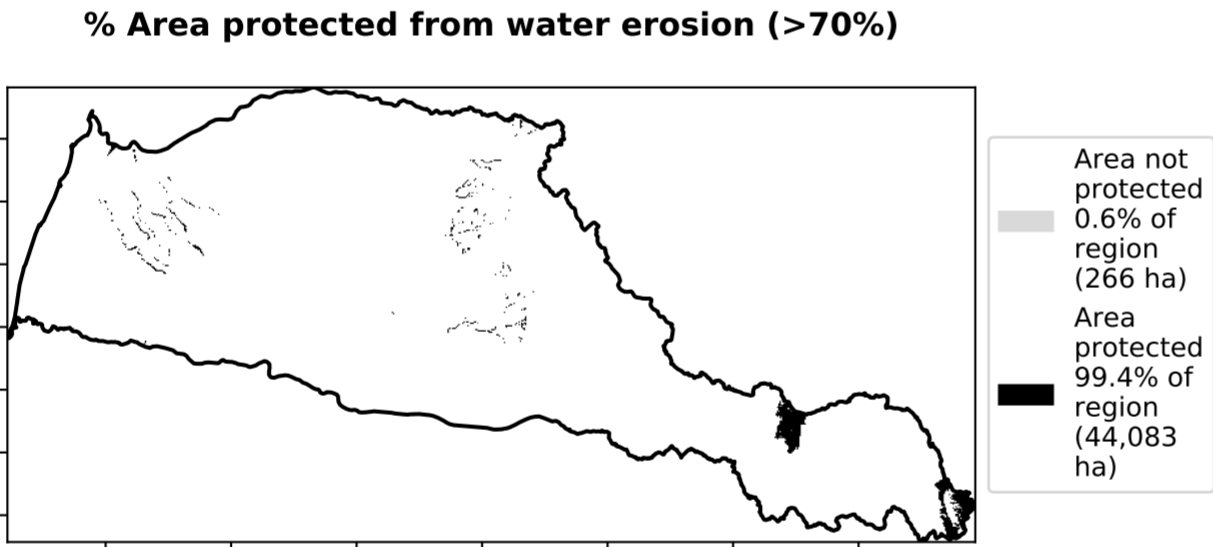 % Area protected from water erosion (>70%)
Area not
protected
0.6% of
region
(266 ha)
Area
protected
99.4% of
region
(44,083
ha)